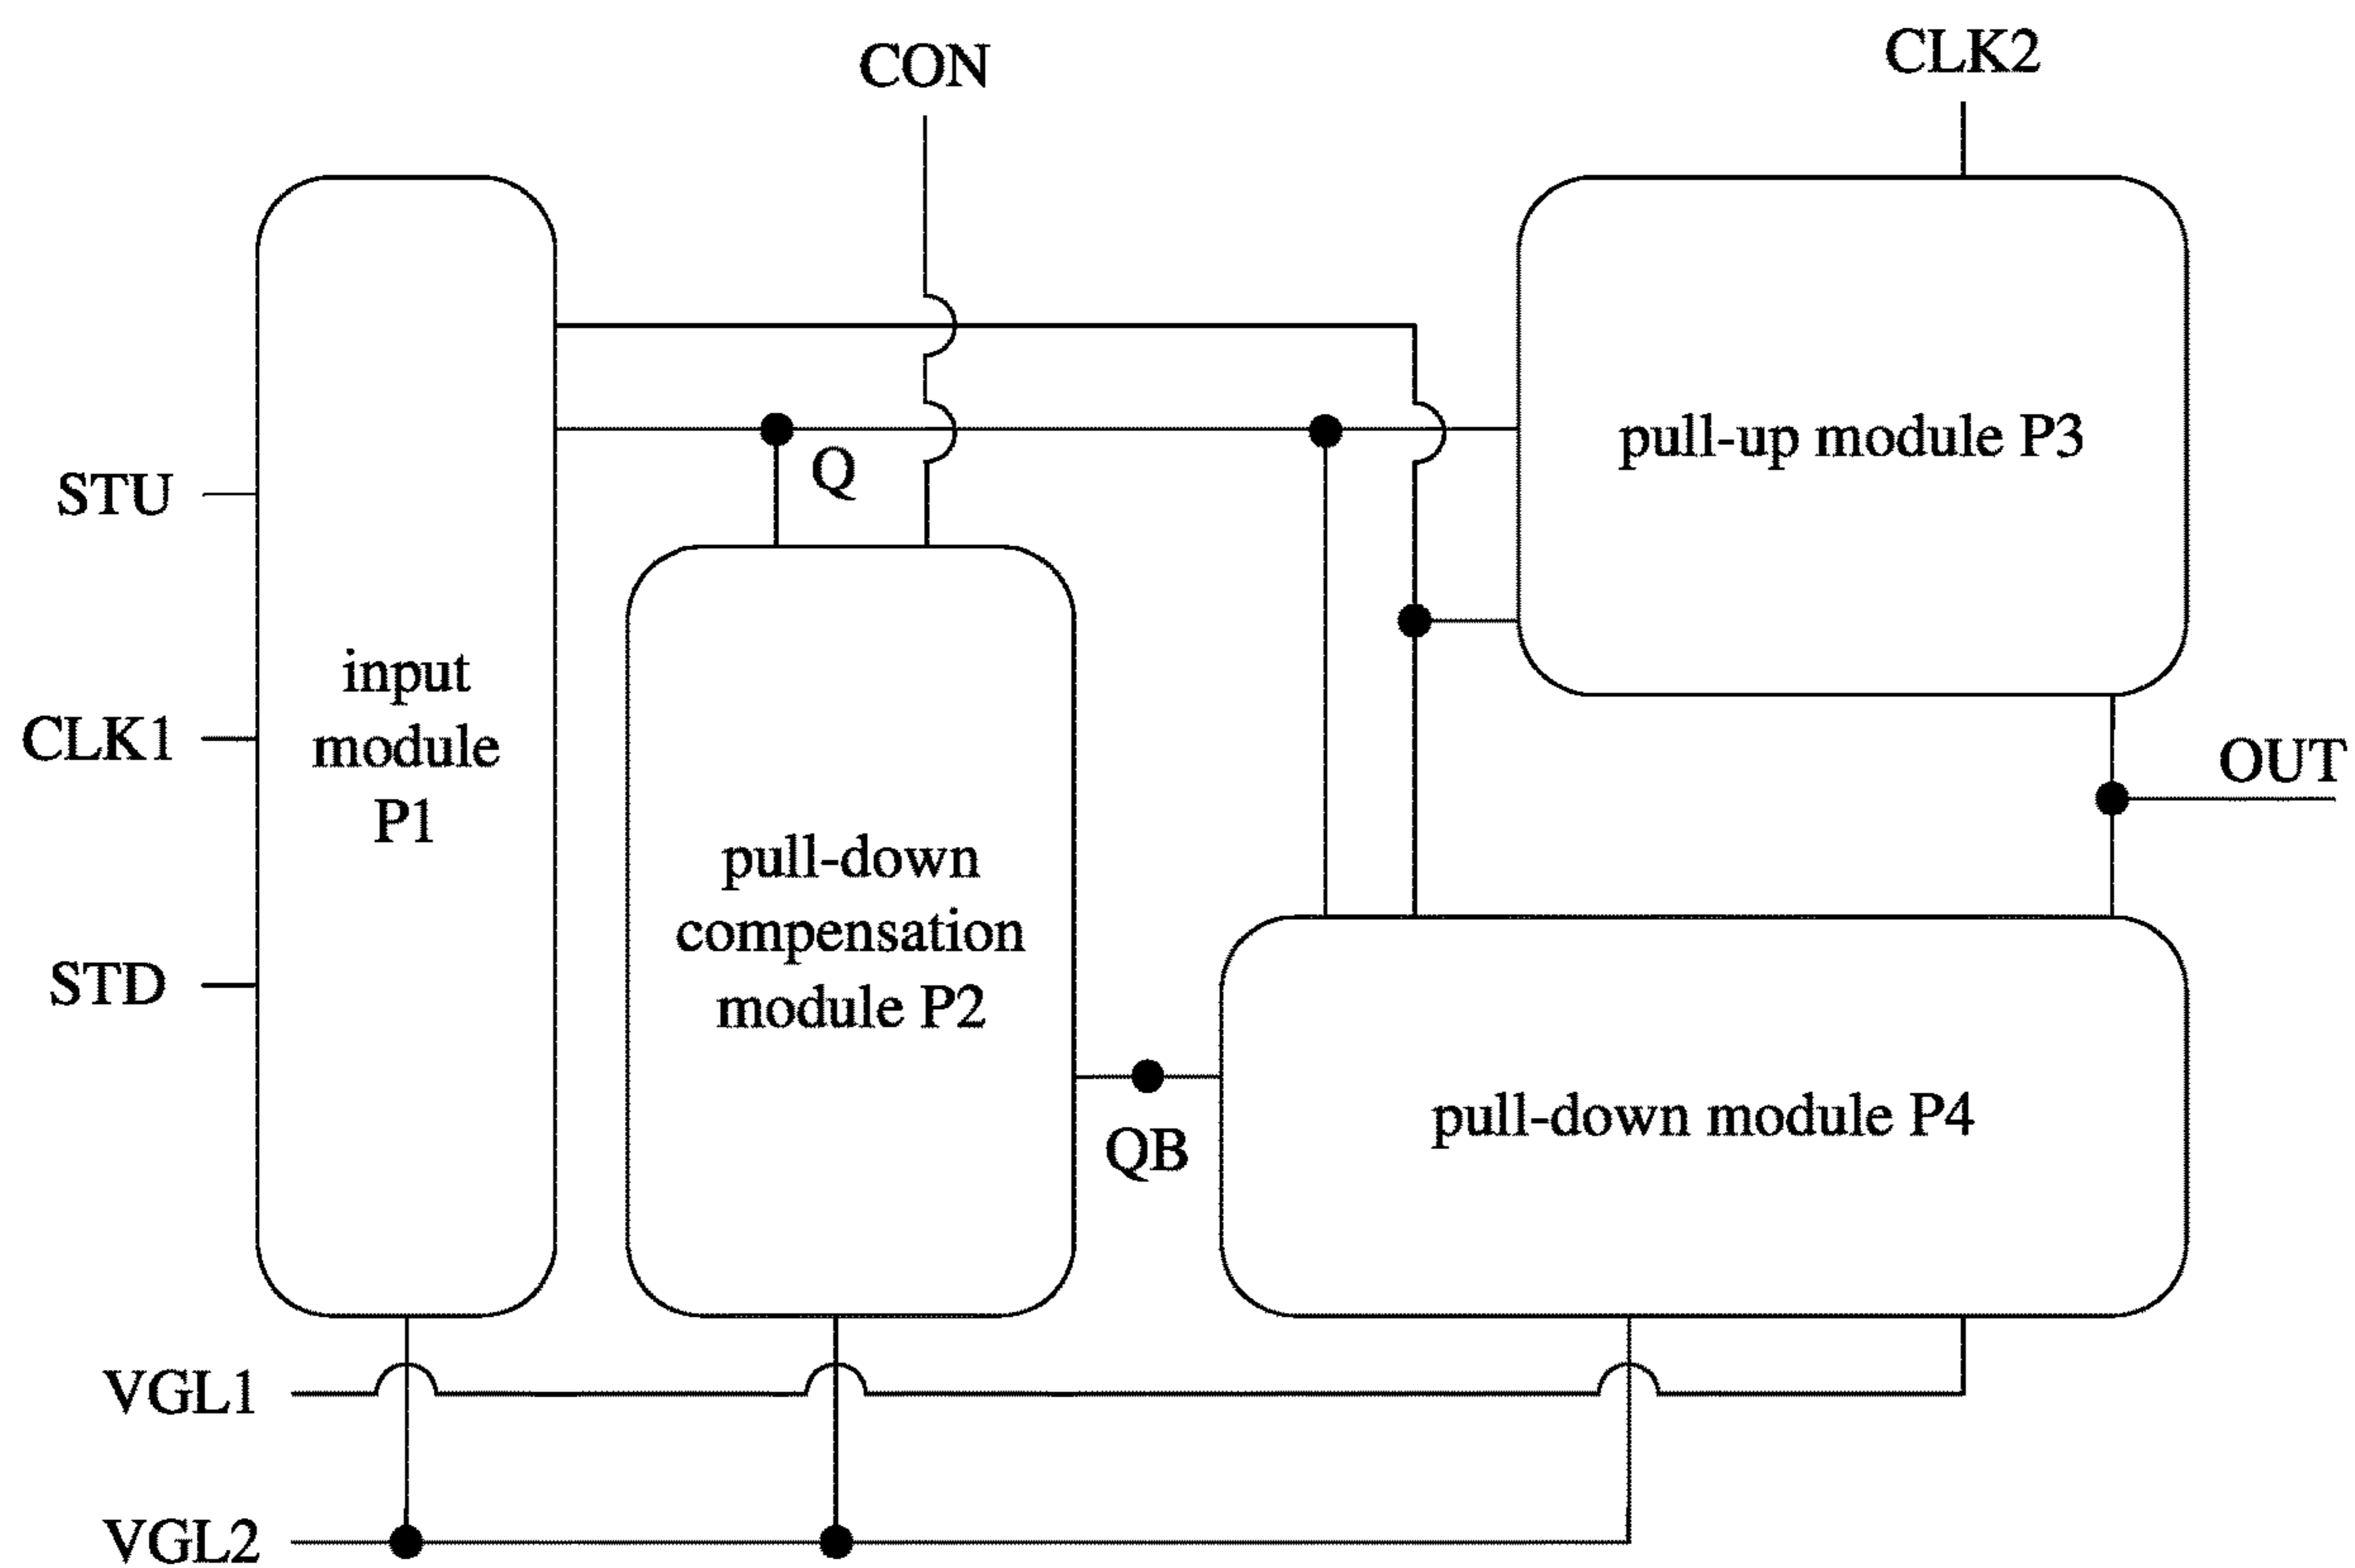 CON
CLK2
Q
pull-up module P3
STU
input
module
P1
CLK1
OUT
pull-down
compensation
module P2
STD
QB
pull-down module P4
VGL1
VGL2